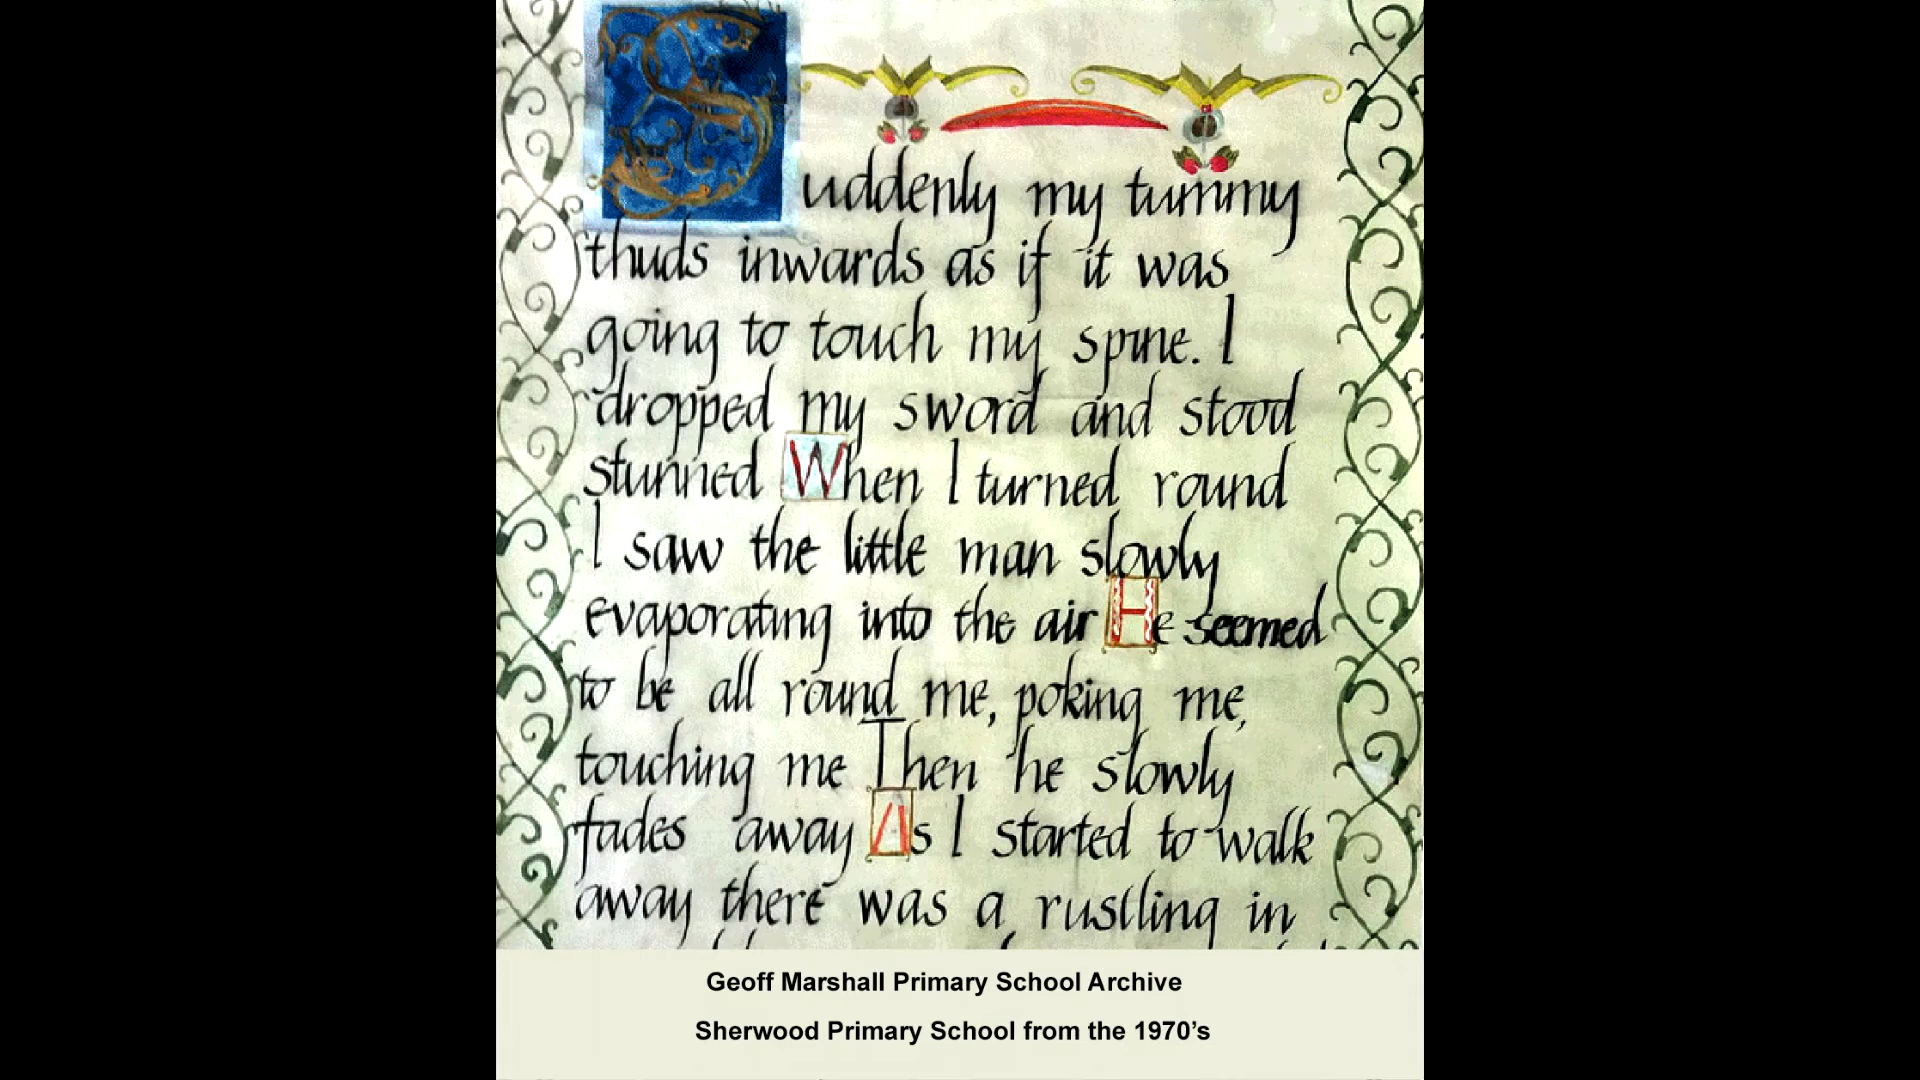 Suddenly my tummy
thuds inwards as if it was
going to touch my spine. I
dropped my sword and stood
stunned When I turned round
I saw the little man slowly
evaporating into the air He seemed
to be all round me, poking me,
touching me Then he slowly
fades away As I started to walk
away there was a rustling in
Geoff Marshall Primary School Archive
Sherwood Primary School from the 1970's